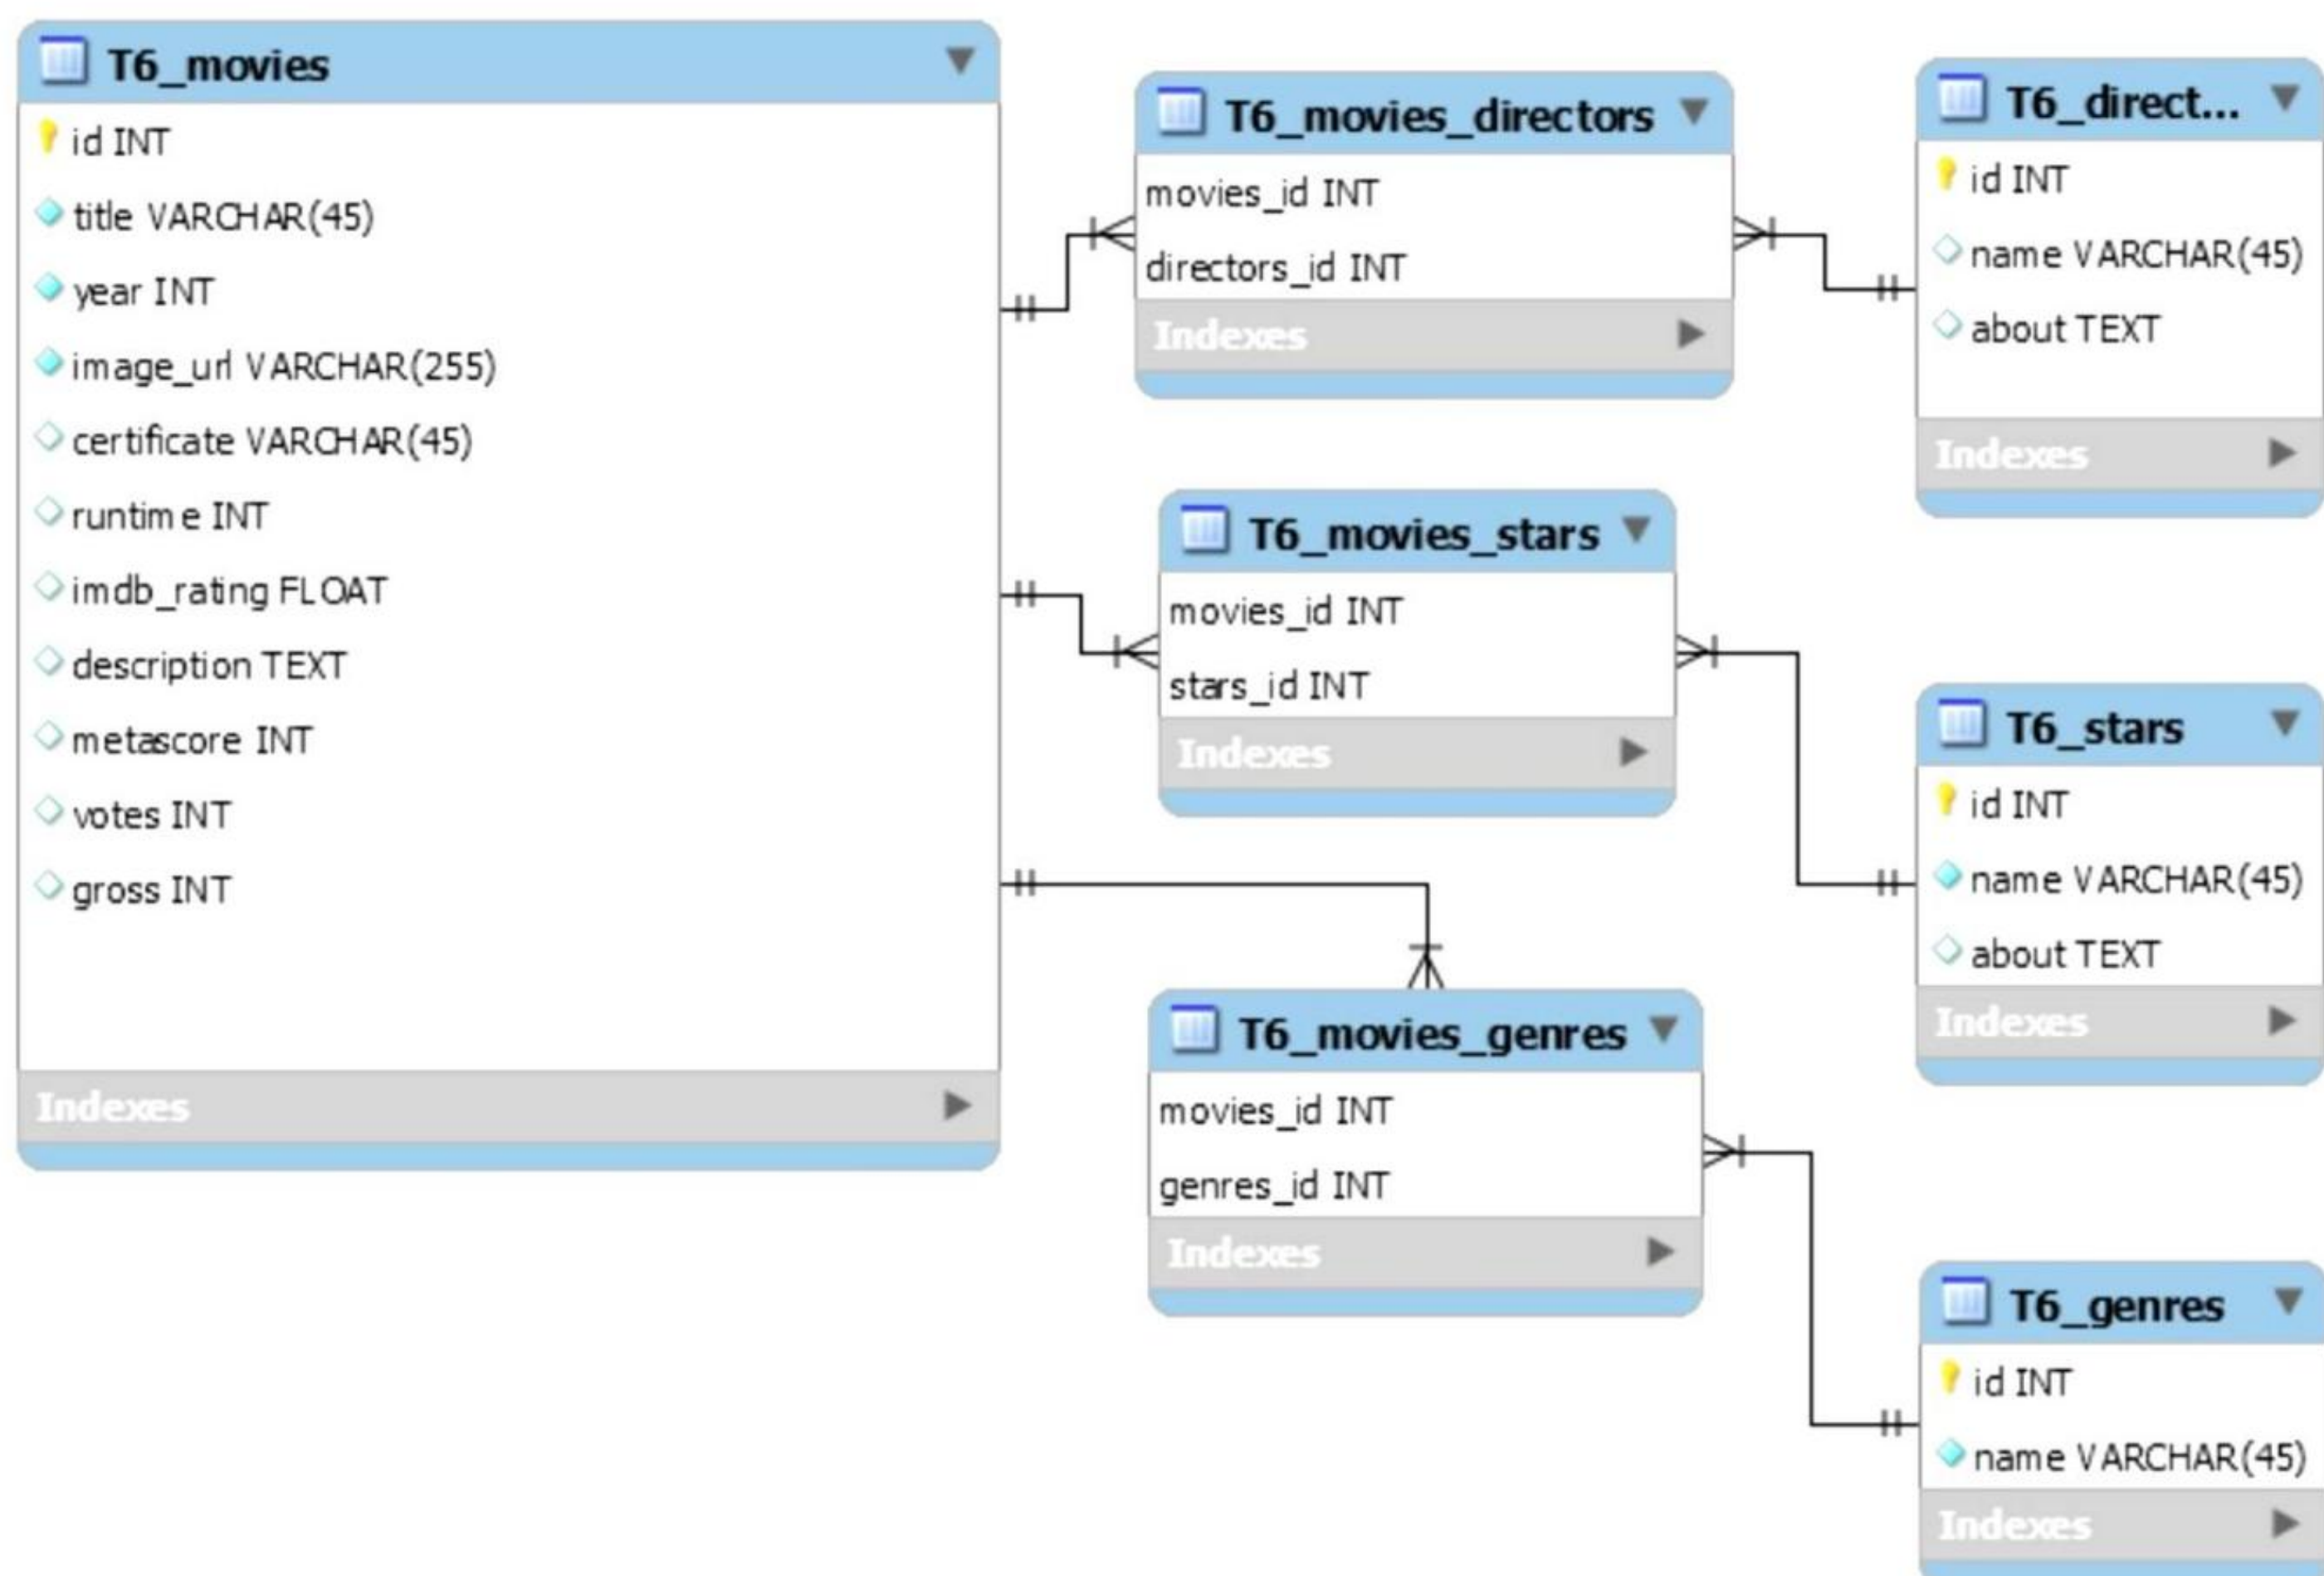 T6_movies
id INT
title VARCHAR(45)
year INT
image_url VARCHAR(255)
certificate VARCHAR(45)
runtime INT
imdb_rating FLOAT
description TEXT
metascore INT
votes INT
gross INT
Indexes
T6_movies_directors
movies_id INT
directors_id INT
Indexes
T6_direct...
id INT
name VARCHAR(45)
about TEXT
Indexes
T6_movies_stars
movies_id INT
stars_id INT
Indexes
T6_stars
id INT
name VARCHAR(45)
about TEXT
Indexes
T6_movies_genres
movies_id INT
genres_id INT
Indexes
T6_genres
id INT
name VARCHAR(45)
Indexes